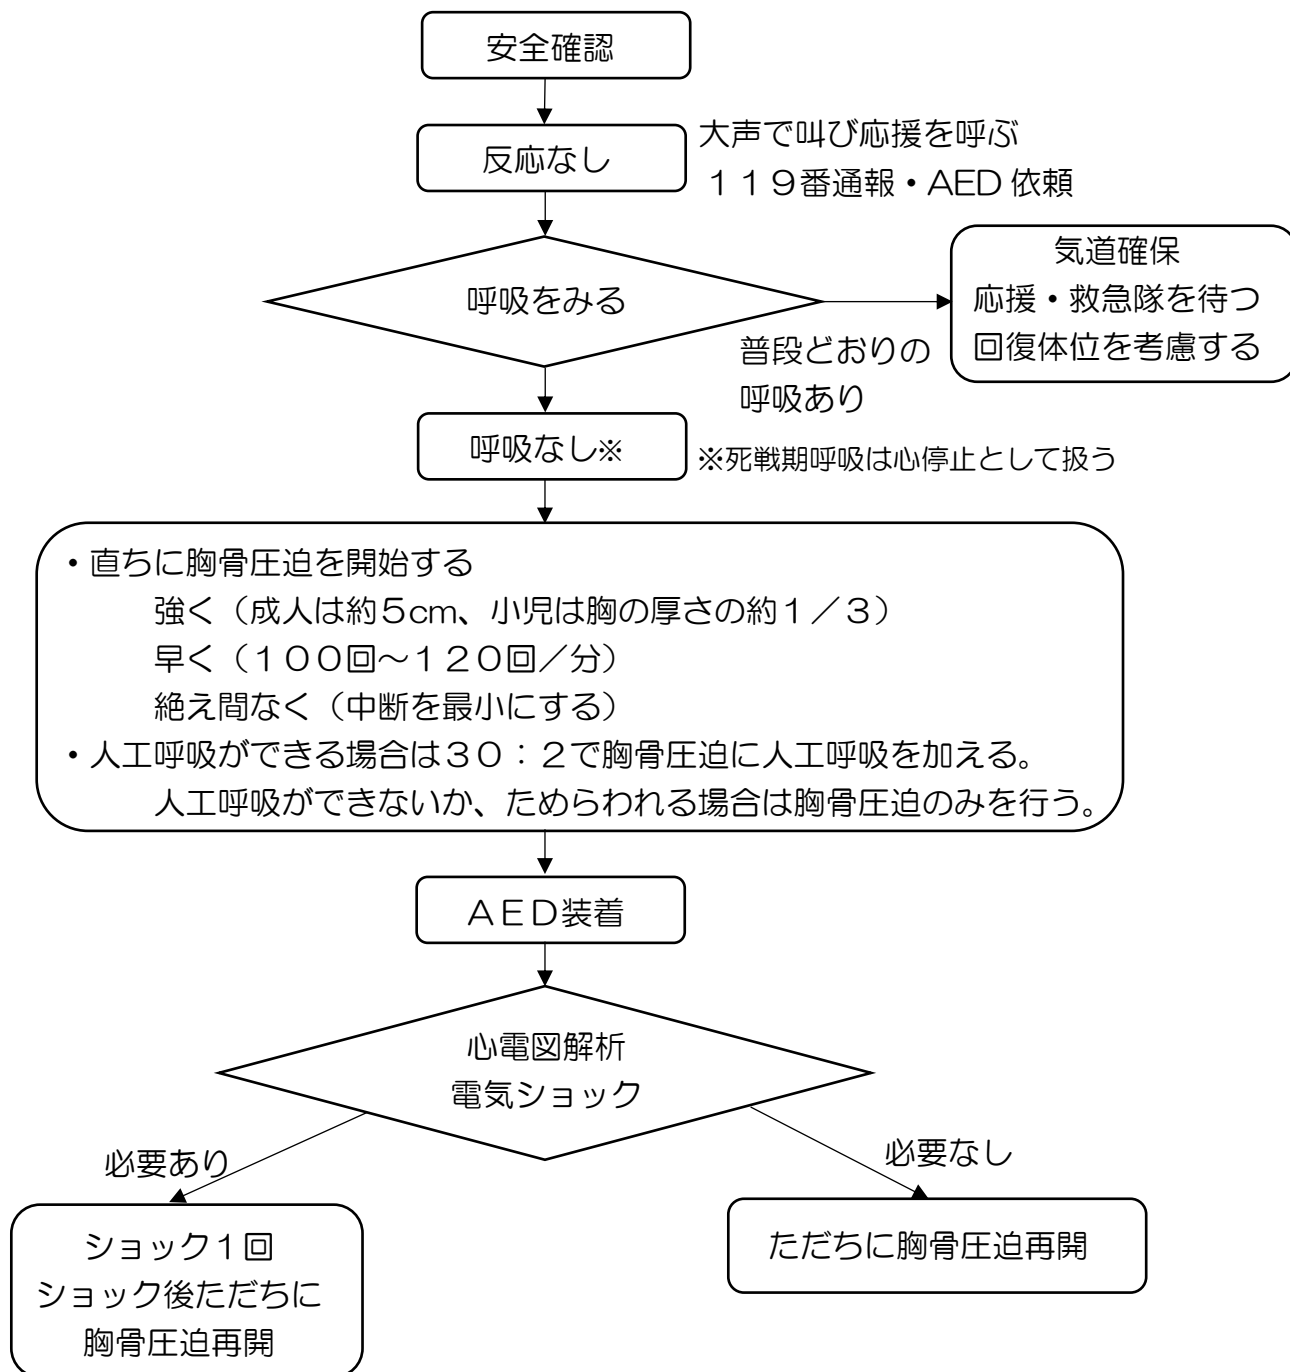 安全確認
反応なし
大声で叫び応援を呼ぶ
１１９番通報・AED 依頼
呼吸をみる
普段どおりの
呼吸あり
気道確保
応援・救急隊を待つ
回復体位を考慮する
呼吸なし※
※死戦期呼吸は心停止として扱う
・直ちに胸骨圧迫を開始する
強く（成人は約５cm、小児は胸の厚さの約１／３）
早く（１００回～１２０回／分）
絶え間なく（中断を最小にする）
・人工呼吸ができる場合は３０：２で胸骨圧迫に人工呼吸を加える。
人工呼吸ができないか、ためらわれる場合は胸骨圧迫のみを行う。
ＡＥＤ装着
心電図解析
電気ショック
必要あり
必要なし
ショック１回
ショック後ただちに
胸骨圧迫再開
ただちに胸骨圧迫再開